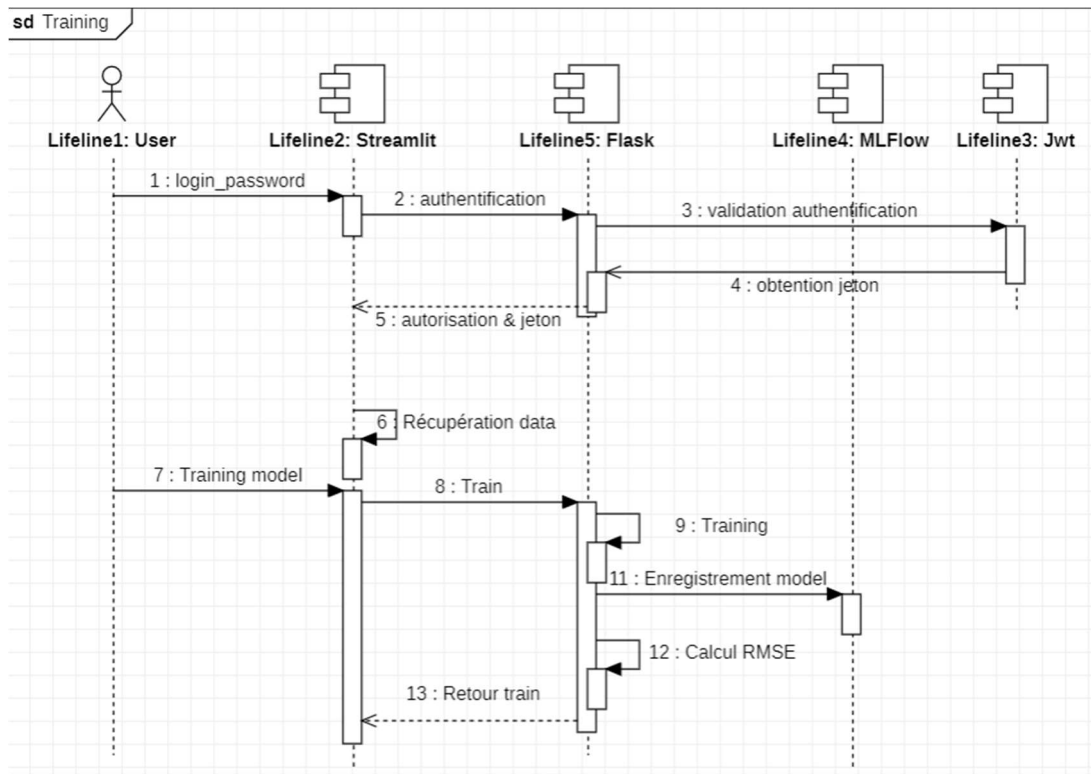 sd Training
Lifeline1: User
Lifeline2: Streamlit
Lifeline5: Flask
Lifeline4: MLFlow
Lifeline3: Jwt
1 : login_password
2 : authentification
3 : validation authentification
4 : obtention jeton
5 : autorisation & jeton
6 : Récupération data
7 : Training model
8 : Train
9 : Training
11 : Enregistrement model
12 : Calcul RMSE
13 : Retour train